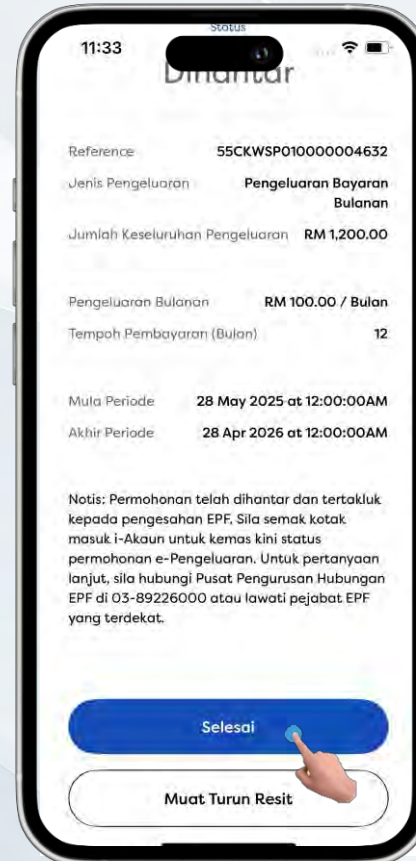 Status
11:33
Dihantar
Reference 55CKWSP010000004632
Jenis Pengeluaran Pengeluaran Bayaran
Bulanan
Jumlah Keseluruhan Pengeluaran RM 1,200.00
Pengeluaran Bulanan RM 100.00 / Bulan
Tempoh Pembayaran (Bulan) 12
Mula Periode 28 May 2025 at 12:00:00AM
Akhir Periode 28 Apr 2026 at 12:00:00AM
Notis: Permohonan telah dihantar dan tertakluk
kepada pengesahan EPF, Sila semak kotak
masuk i-Akaun untuk kemas kini status
permohonan e-Pengeluaran. Untuk pertanyaan
lanjut, sila hubungi Pusat Pengurusan Hubungan
EPF di 03-89226000 atau lawati pejabat EPF
yang terdekat.
Selesai
Muat Turun Resit